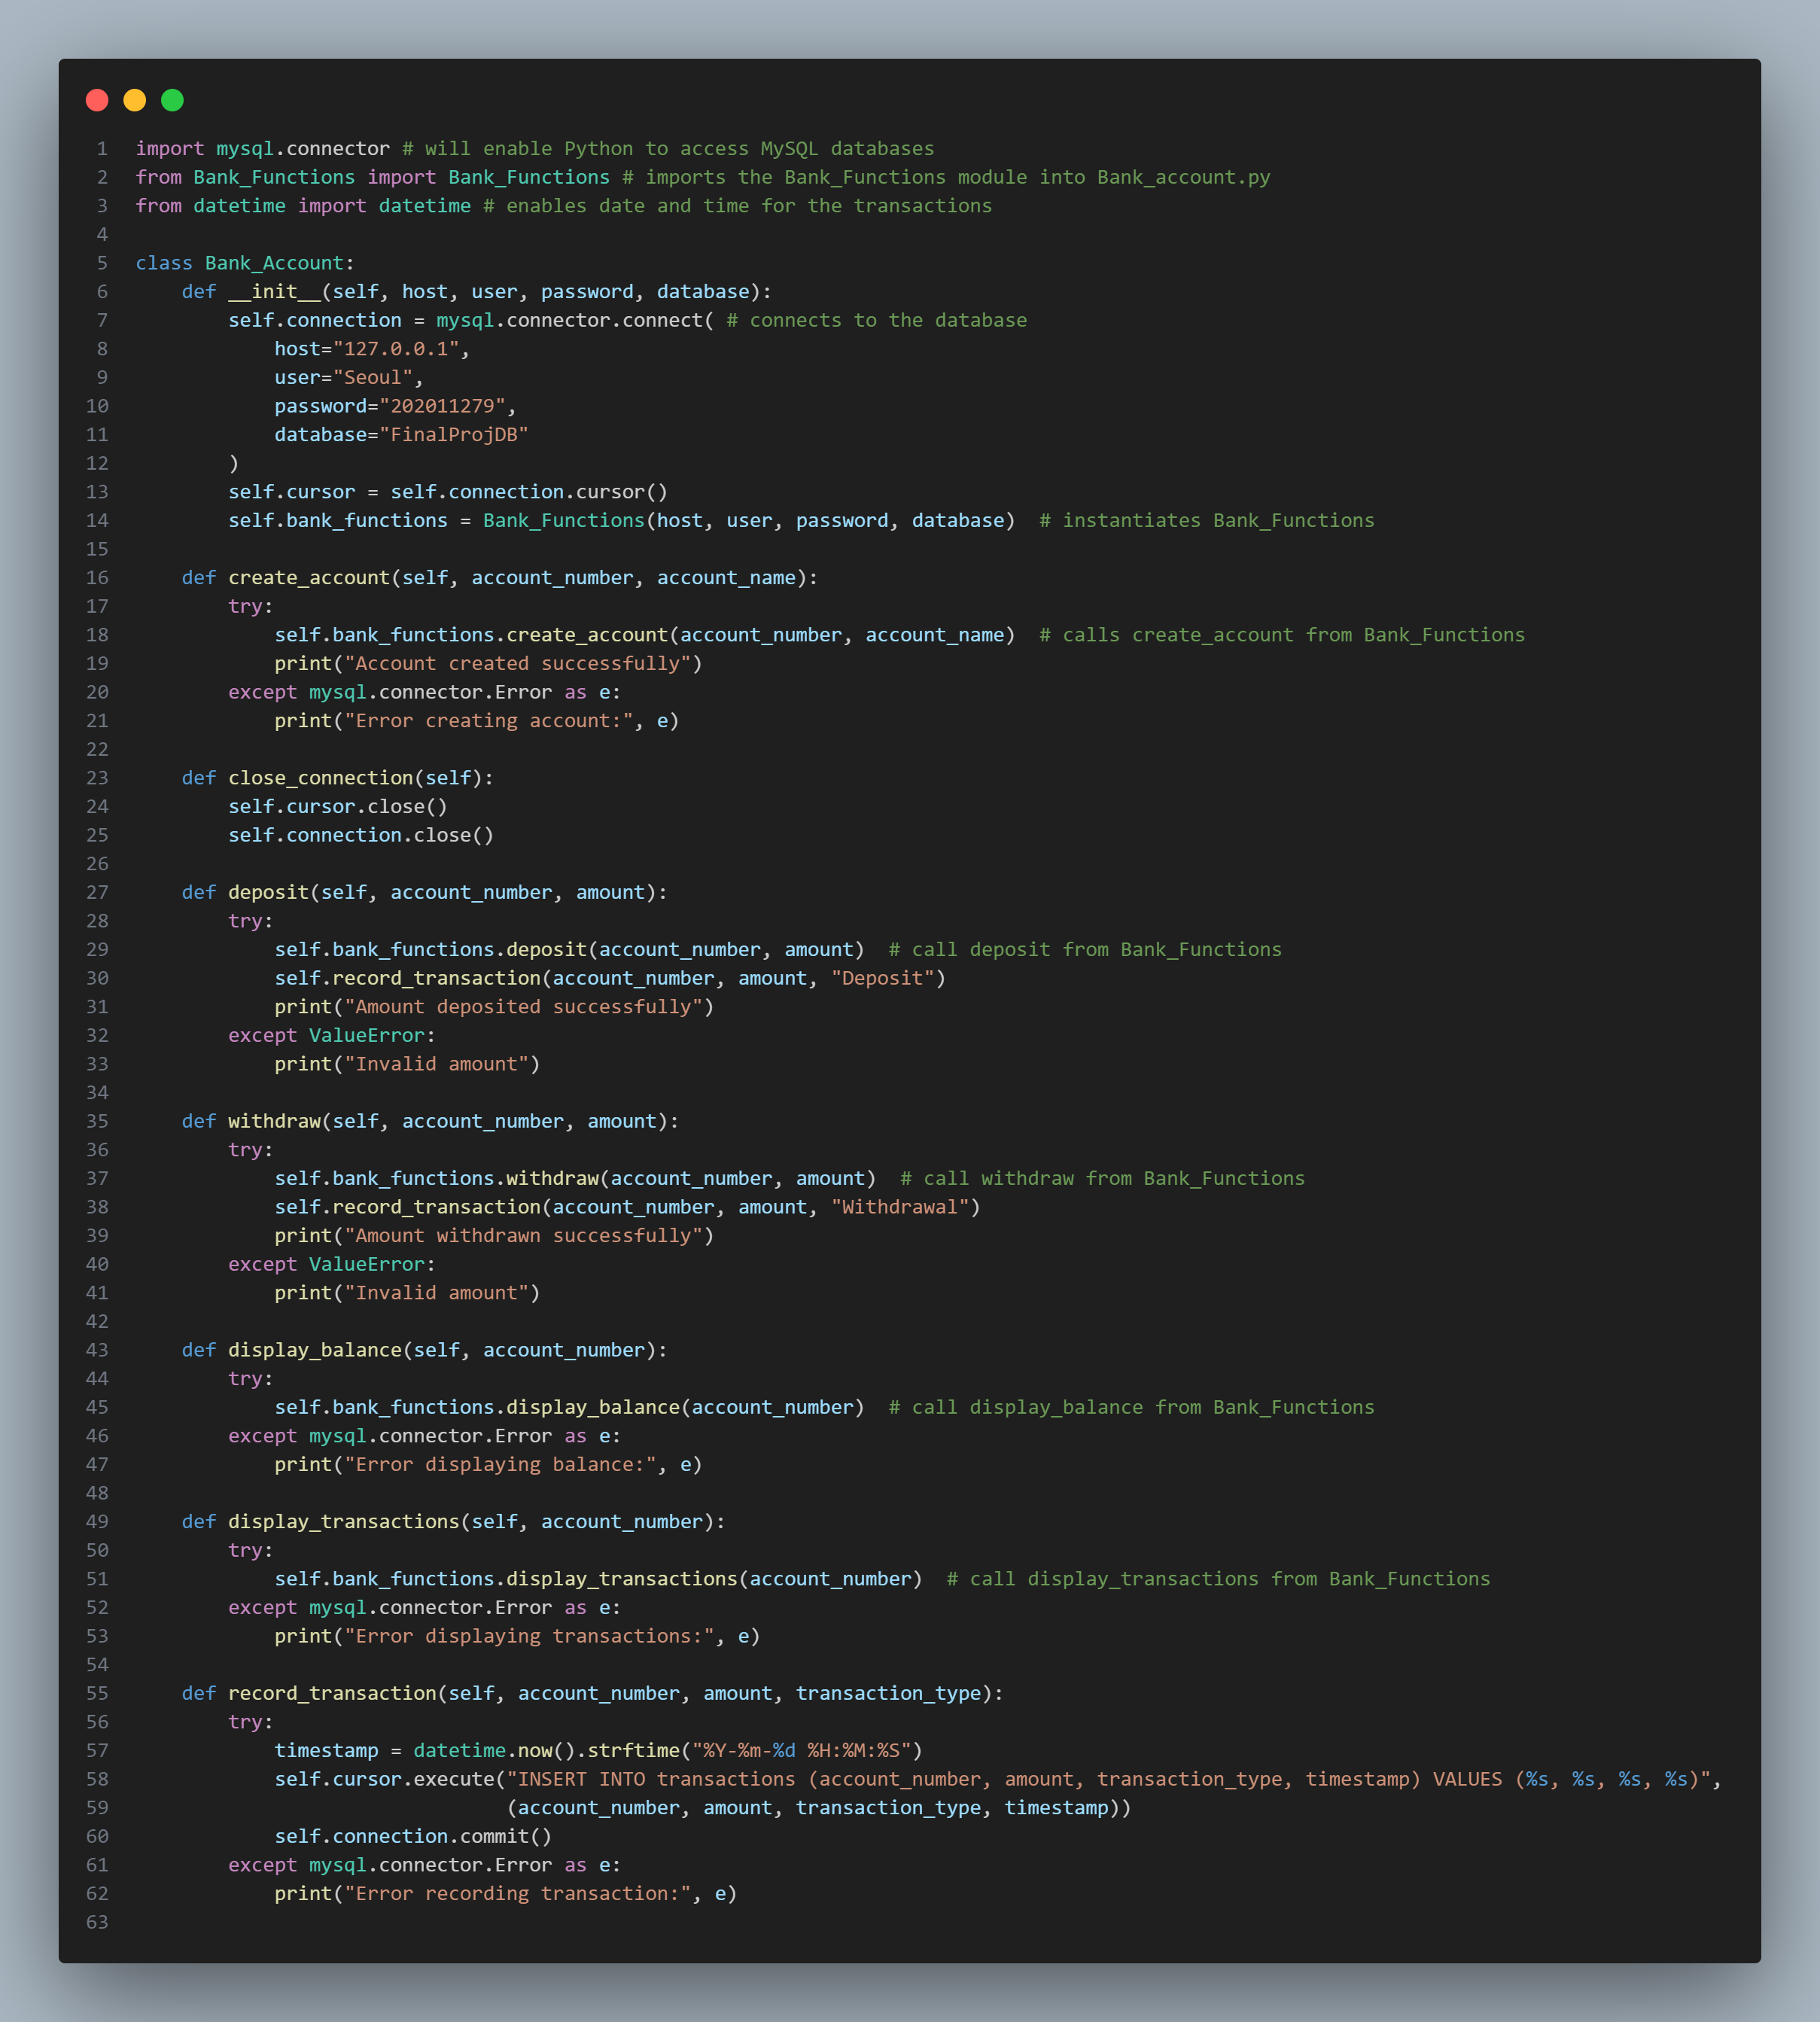 1 import mysql.connector # will enable Python to access MySQL databases
2 from Bank_Functions import Bank_Functions # imports the Bank_Functions module into Bank_account.py
3 from datetime import datetime # enables date and time for the transactions
4
5 class Bank_Account:
6     def __init__(self, host, user, password, database):
7         self.connection = mysql.connector.connect( # connects to the database
8             host="127.0.0.1",
9             user="Seoul",
10             password="202011279",
11             database="FinalProjDB"
12         )
13         self.cursor = self.connection.cursor()
14         self.bank_functions = Bank_Functions(host, user, password, database)  # instantiates Bank_Functions
15
16     def create_account(self, account_number, account_name):
17         try:
18             self.bank_functions.create_account(account_number, account_name)  # calls create_account from Bank_Functions
19             print("Account created successfully")
20         except mysql.connector.Error as e:
21             print("Error creating account:", e)
22
23     def close_connection(self):
24         self.cursor.close()
25         self.connection.close()
26
27     def deposit(self, account_number, amount):
28         try:
29             self.bank_functions.deposit(account_number, amount)  # call deposit from Bank_Functions
30             self.record_transaction(account_number, amount, "Deposit")
31             print("Amount deposited successfully")
32         except ValueError:
33             print("Invalid amount")
34
35     def withdraw(self, account_number, amount):
36         try:
37             self.bank_functions.withdraw(account_number, amount)  # call withdraw from Bank_Functions
38             self.record_transaction(account_number, amount, "Withdrawal")
39             print("Amount withdrawn successfully")
40         except ValueError:
41             print("Invalid amount")
42
43     def display_balance(self, account_number):
44         try:
45             self.bank_functions.display_balance(account_number)  # call display_balance from Bank_Functions
46         except mysql.connector.Error as e:
47             print("Error displaying balance:", e)
48
49     def display_transactions(self, account_number):
50         try:
51             self.bank_functions.display_transactions(account_number)  # call display_transactions from Bank_Functions
52         except mysql.connector.Error as e:
53             print("Error displaying transactions:", e)
54
55     def record_transaction(self, account_number, amount, transaction_type):
56         try:
57             timestamp = datetime.now().strftime("%Y-%m-%d %H:%M:%S")
58             self.cursor.execute("INSERT INTO transactions (account_number, amount, transaction_type, timestamp) VALUES (%s, %s, %s, %s)",
59                                 (account_number, amount, transaction_type, timestamp))
60             self.connection.commit()
61         except mysql.connector.Error as e:
62             print("Error recording transaction:", e)
63